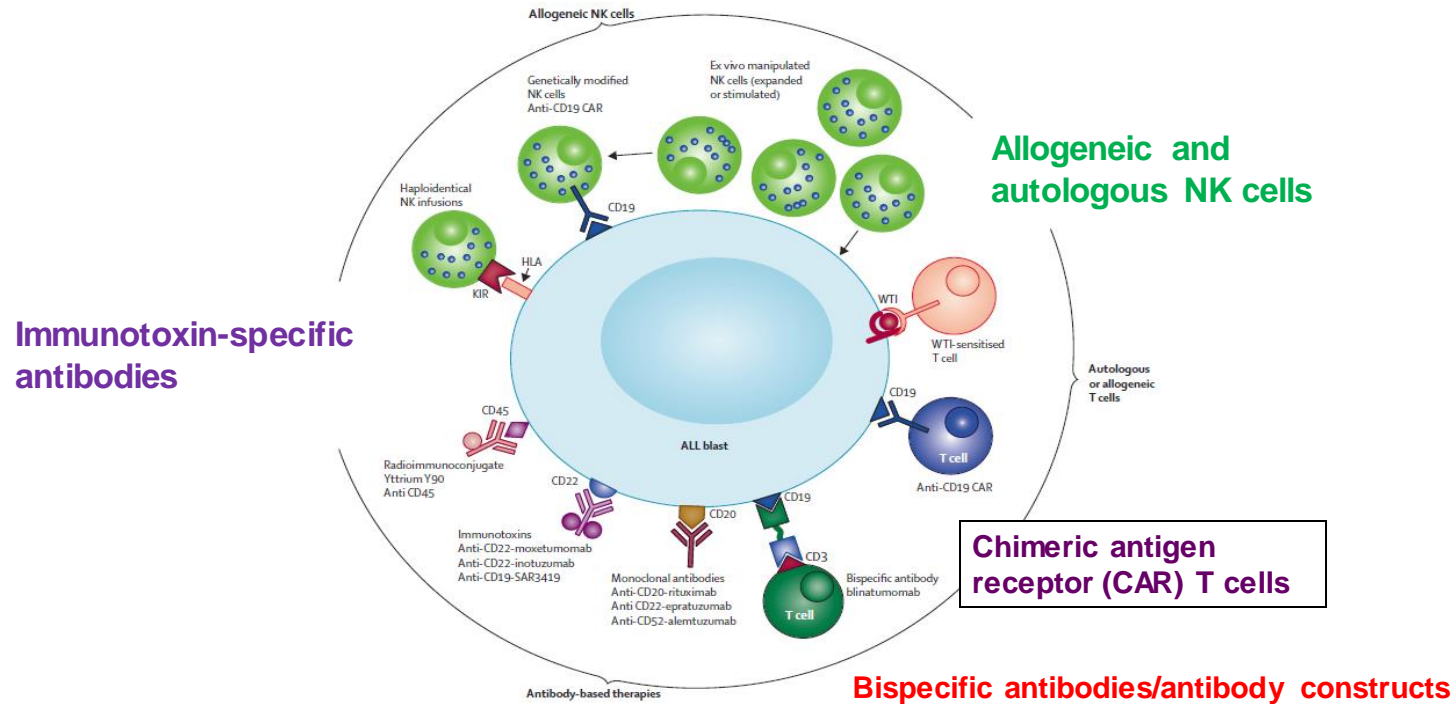 Allogeneic NK cells
Genetically modified
NK cells
Anti-CD19 CAR
Ex vivo manipulated
NK cells (expanded
or stimulated)
Allogeneic and
autologous NK cells
Haploidentical
NK infusions
CD19
HLA
KIR
WTI
WTI-sensitised
T cell
Immunotoxin-specific
antibodies
Autologous
or allogeneic
T cells
CD19
T cell
Anti-CD19 CAR
ALL blast
CD45
Radioimmunoconjugate
Yttrium Y90
Anti CD45
CD22
Immunotoxins
Anti-CD22-moxetumomab
Anti-CD22-inotuzumab
Anti-CD19-SAR3419
CD20
Monoclonal antibodies
Anti-CD20-rituximab
Anti CD22-epratuzumab
Anti-CD52-alemtuzumab
CD19
CD3
T cell
Bispecific antibody
blinatumomab
Chimeric antigen
receptor (CAR) T cells
Antibody-based therapies
Bispecific antibodies/antibody constructs